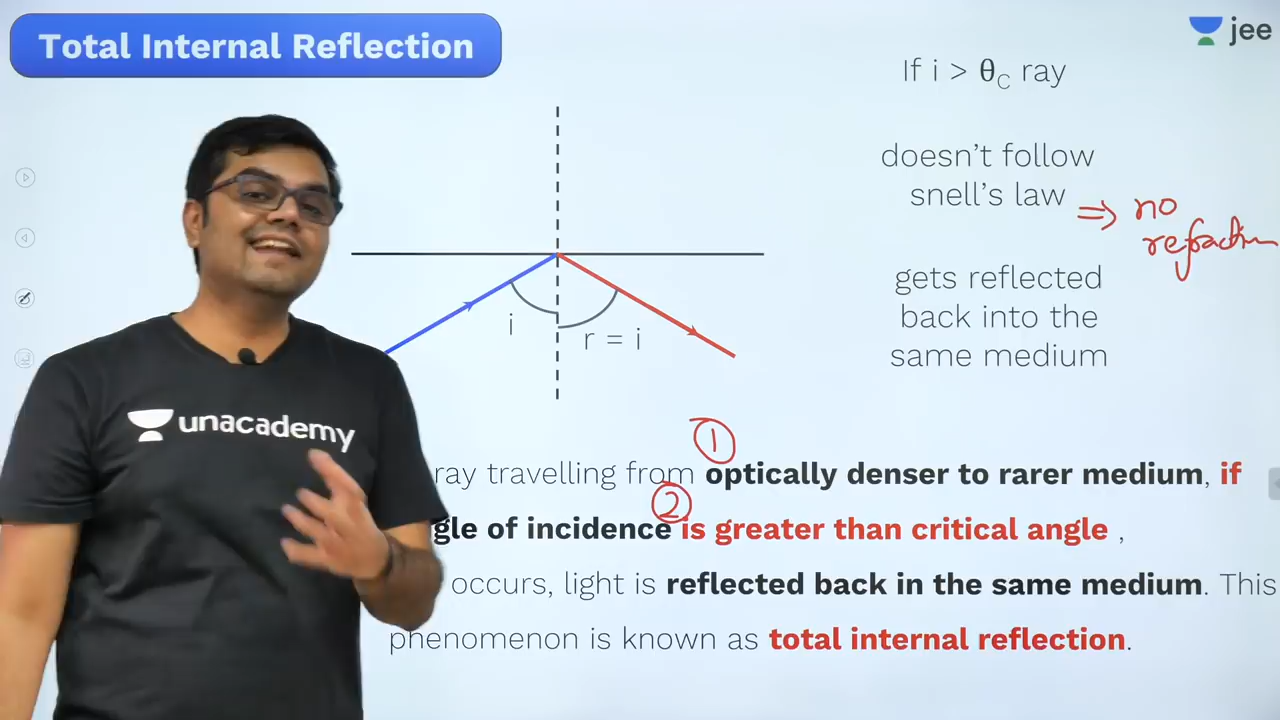 Total Internal Reflection
jee
If i > θC ray
doesn't follow
snell's law ⇒ no
refraction
gets reflected
back into the
same medium
i
r = i
unacademy
1
ray travelling from optically denser to rarer medium, if
2
gle of incidence is greater than critical angle ,
occurs, light is reflected back in the same medium. This
phenomenon is known as total internal reflection.